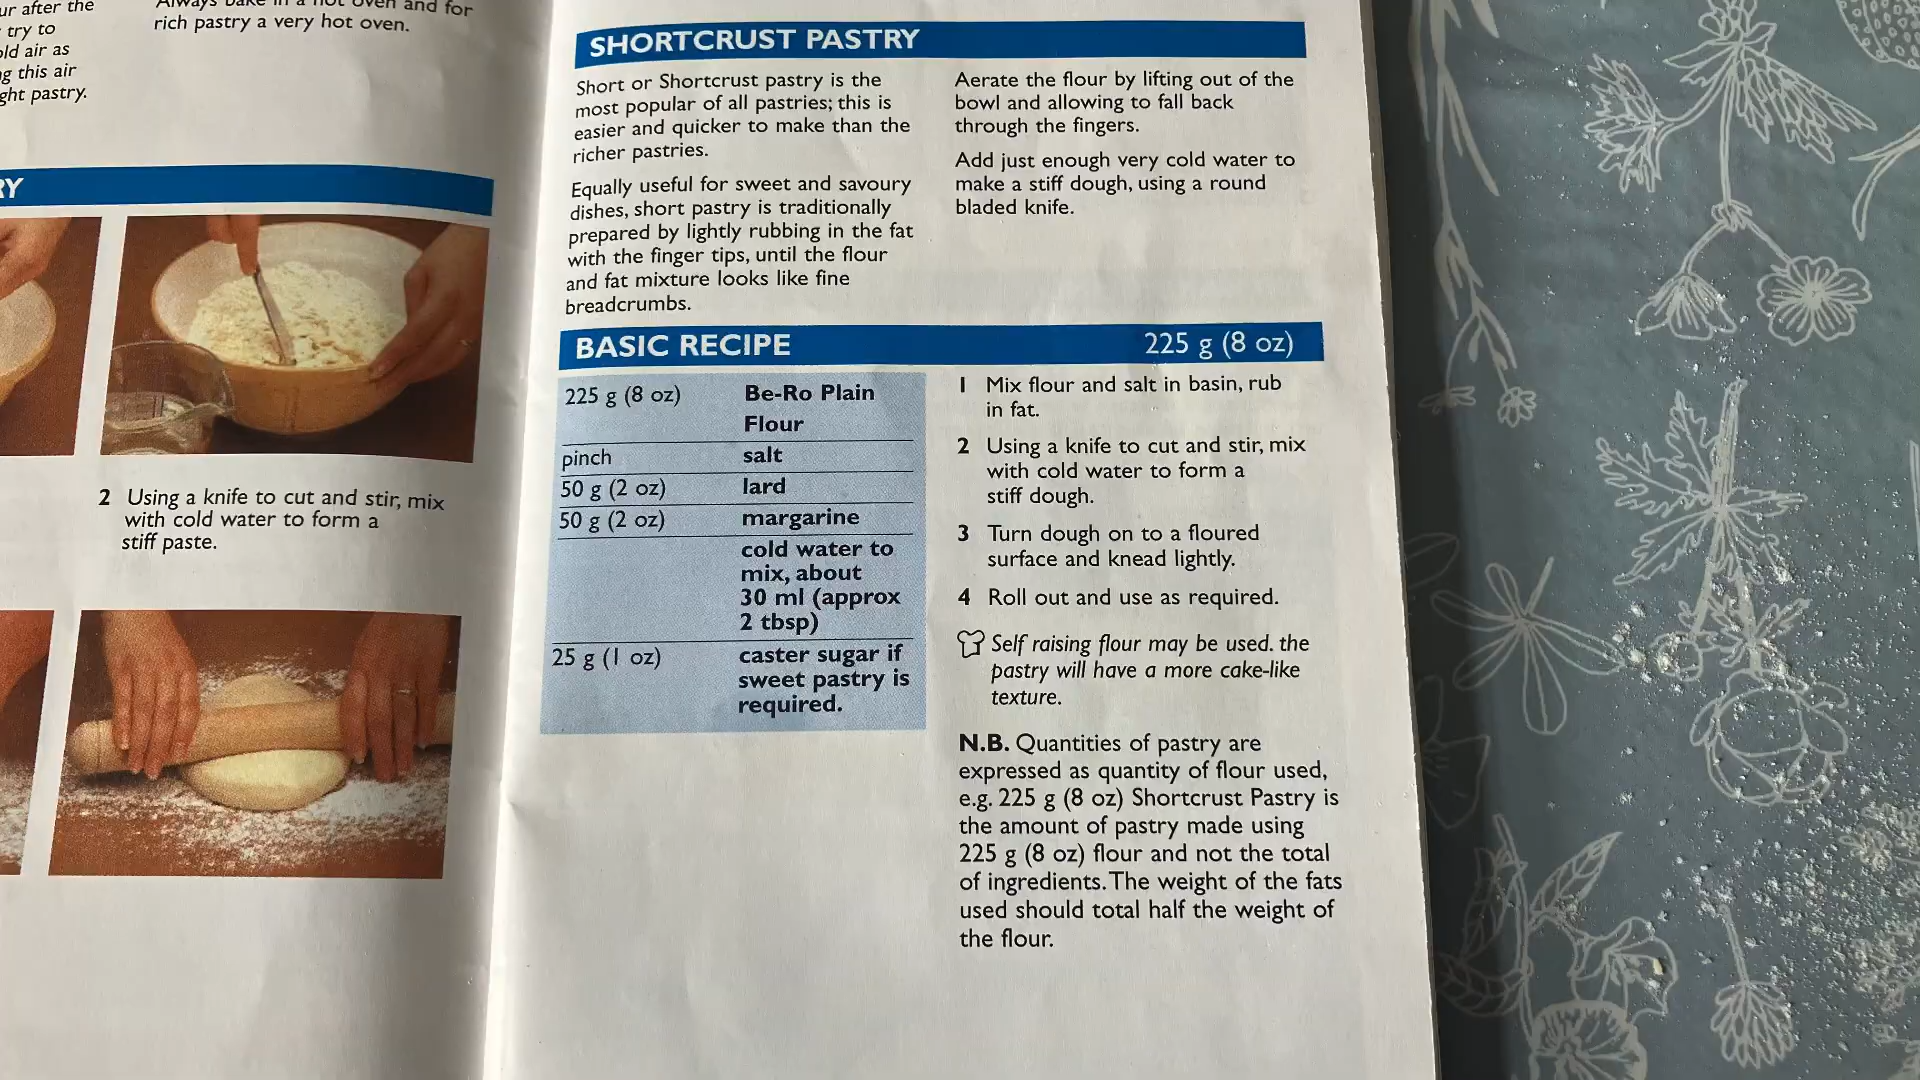 ur after the
try to
old air as
g this air
ght pastry.
Always bake in a hot oven and for
rich pastry a very hot oven.
RY
2 Using a knife to cut and stir, mix
with cold water to form a
stiff paste.
SHORTCRUST PASTRY
Short or Shortcrust pastry is the
most popular of all pastries; this is
easier and quicker to make than the
richer pastries.
Equally useful for sweet and savoury
dishes, short pastry is traditionally
prepared by lightly rubbing in the fat
with the finger tips, until the flour
and fat mixture looks like fine
breadcrumbs.
Aerate the flour by lifting out of the
bowl and allowing to fall back
through the fingers.
Add just enough very cold water to
make a stiff dough, using a round
bladed knife.
BASIC RECIPE 225 g (8 oz)
225 g (8 oz) Be-Ro Plain
Flour
pinch salt
50 g (2 oz) lard
50 g (2 oz) margarine
cold water to
mix, about
30 ml (approx
2 tbsp)
25 g (1 oz) caster sugar if
sweet pastry is
required.
1 Mix flour and salt in basin, rub
in fat.
2 Using a knife to cut and stir, mix
with cold water to form a
stiff dough.
3 Turn dough on to a floured
surface and knead lightly.
4 Roll out and use as required.
Self raising flour may be used. the
pastry will have a more cake-like
texture.
N.B. Quantities of pastry are
expressed as quantity of flour used,
e.g. 225 g (8 oz) Shortcrust Pastry is
the amount of pastry made using
225 g (8 oz) flour and not the total
of ingredients. The weight of the fats
used should total half the weight of
the flour.